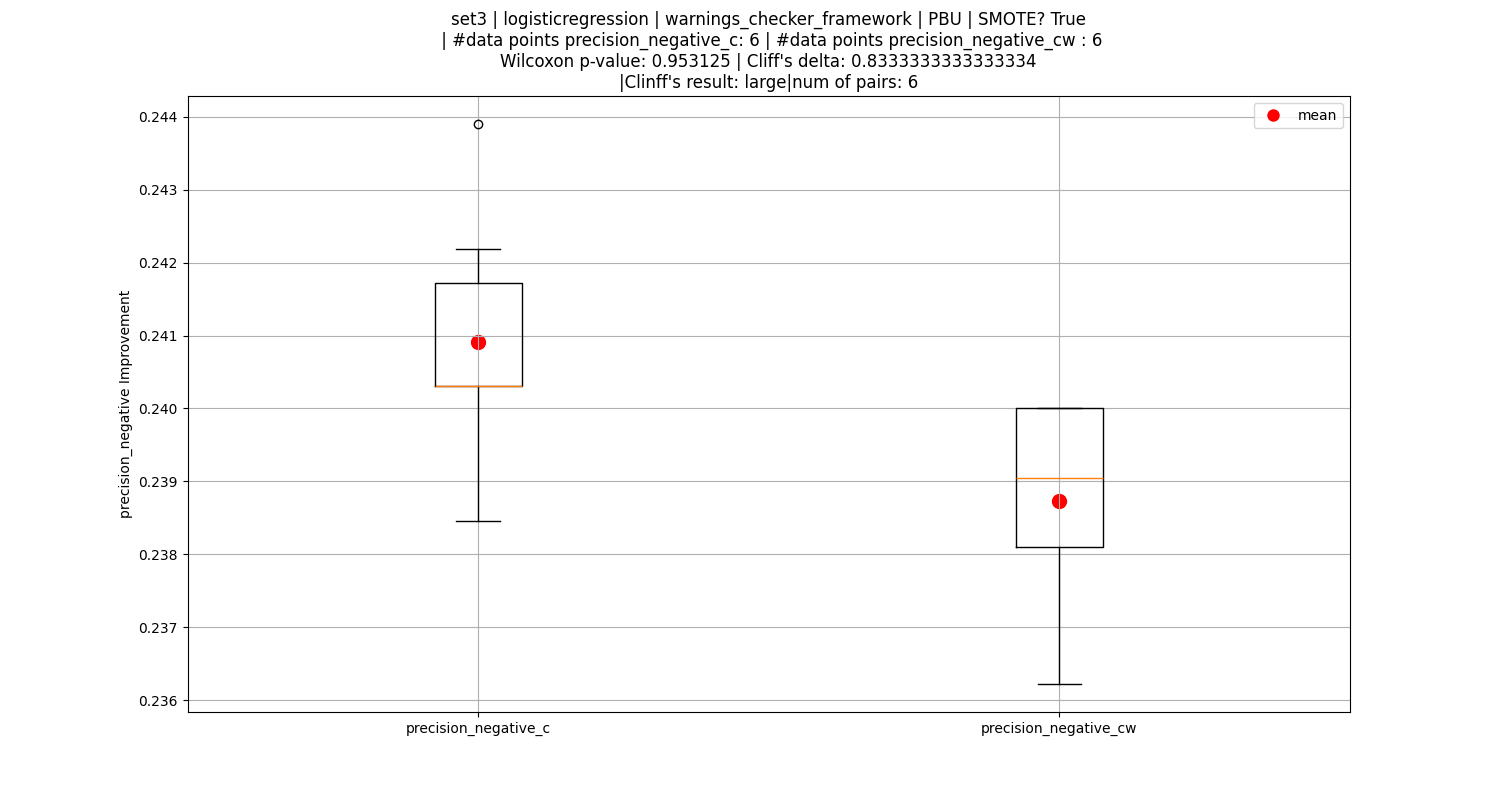 set3 | logisticregression | warnings_checker_framework | PBU | SMOTE? True
| #data points precision_negative_c: 6 | #data points precision_negative_cw : 6
Wilcoxon p-value: 0.953125 | Cliff's delta: 0.8333333333333334
|Clinff's result: large|num of pairs: 6
mean
precision_negative Improvement
0.244
0.243
0.242
0.241
0.240
0.239
0.238
0.237
0.236
precision_negative_c
precision_negative_cw